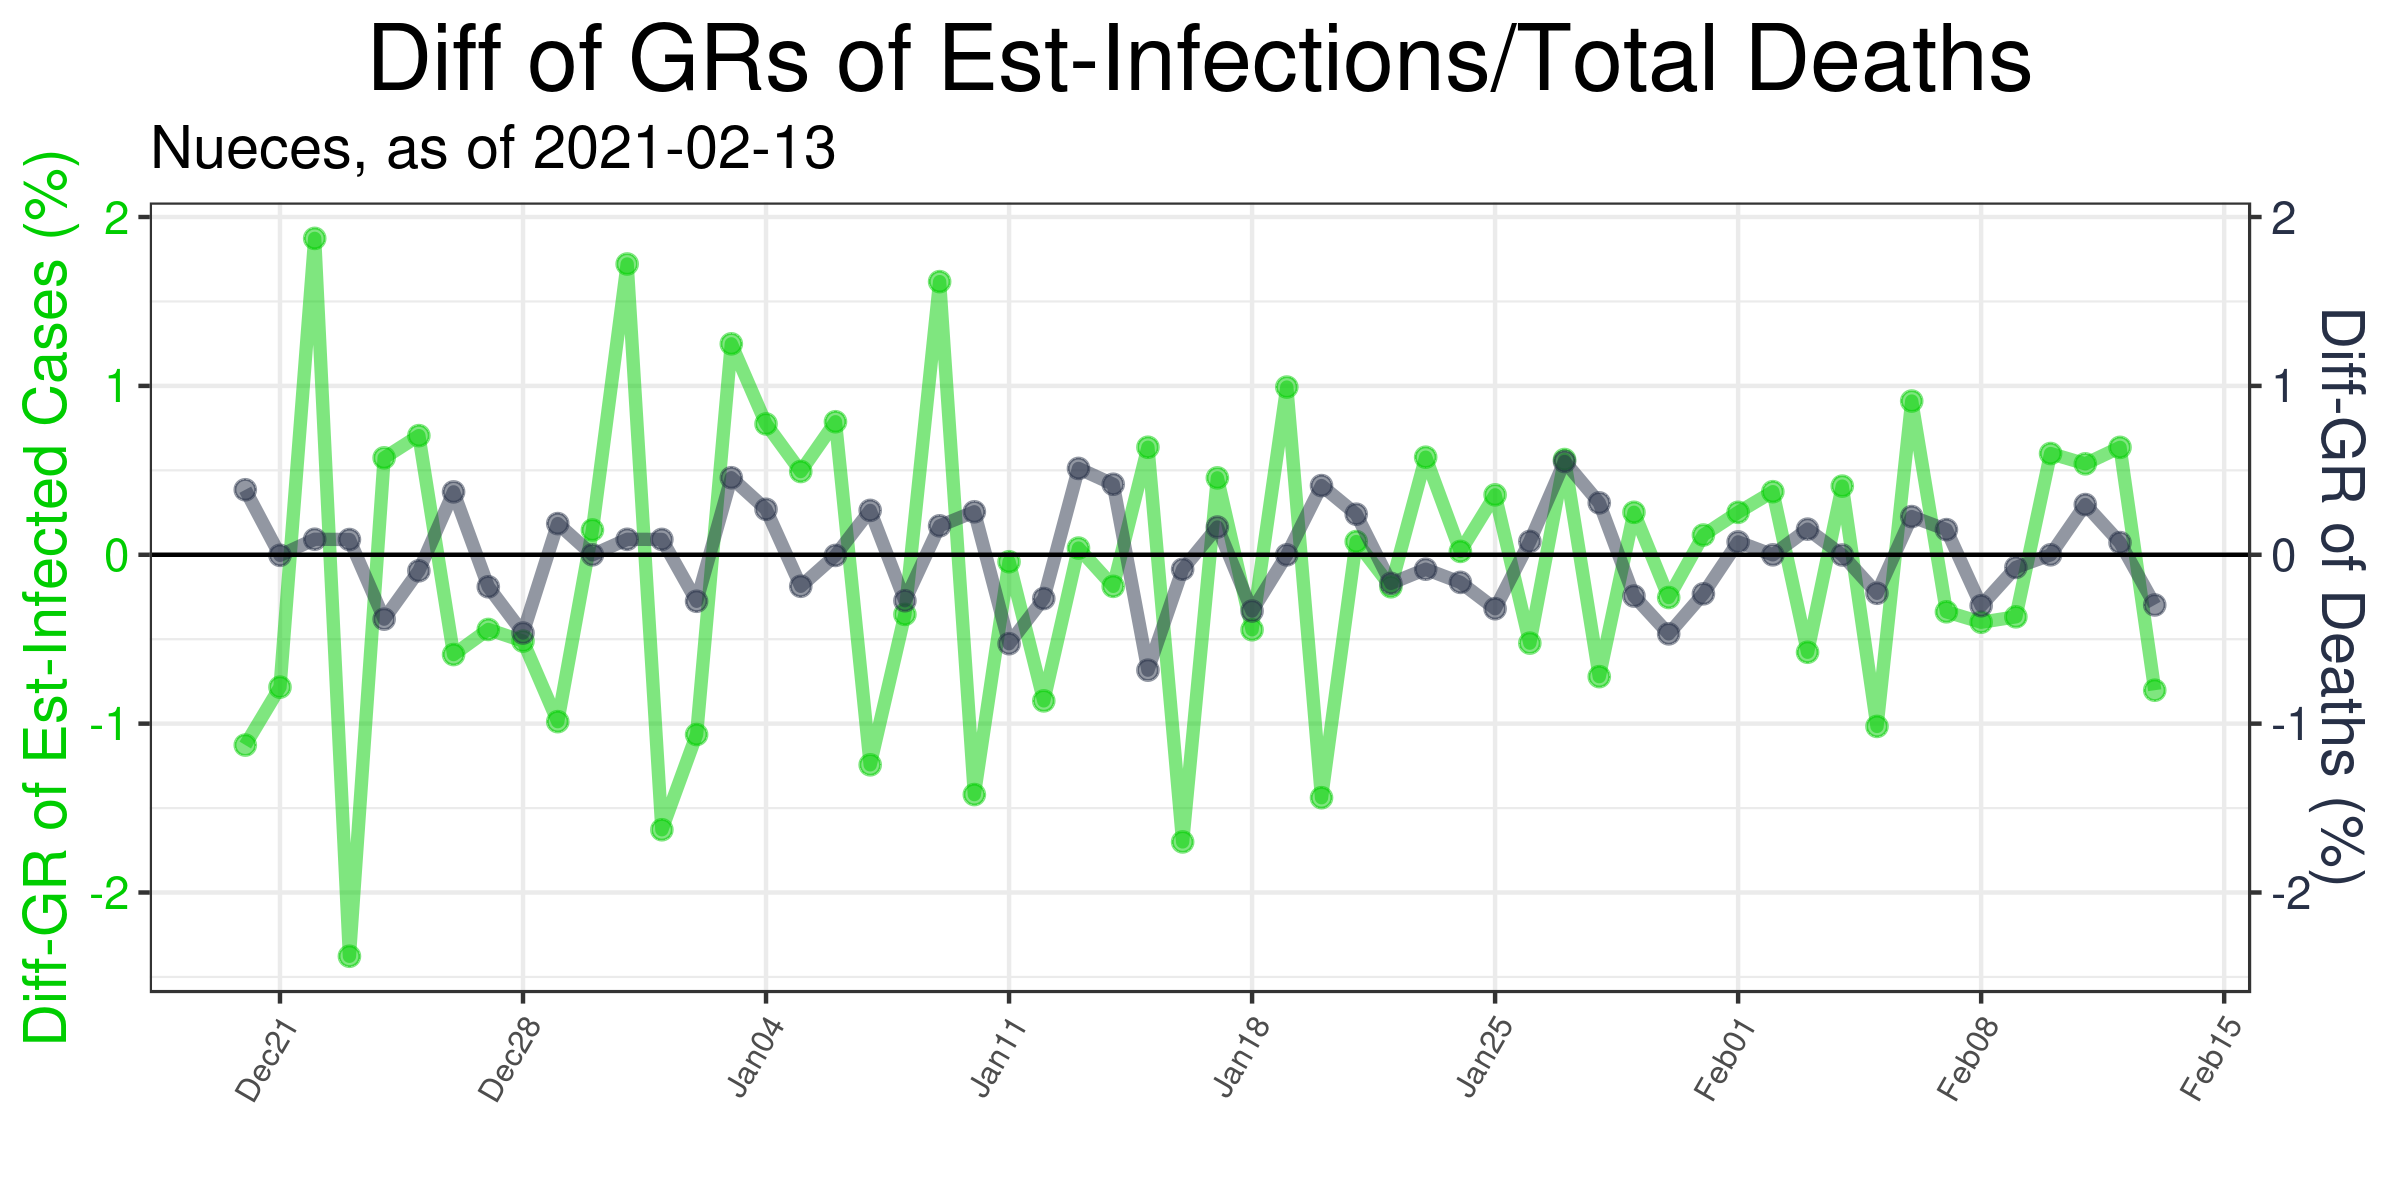 Diff of GRs of Est-Infections/Total Deaths
Nueces, as of 2021-02-13
Diff-GR of Est-Infected Cases (%)
2
1
0
-1
-2
2
1
0
-1
-2
Diff-GR of Deaths (%)
Dec21
Dec28
Jan04
Jan11
Jan18
Jan25
Feb01
Feb08
Feb15